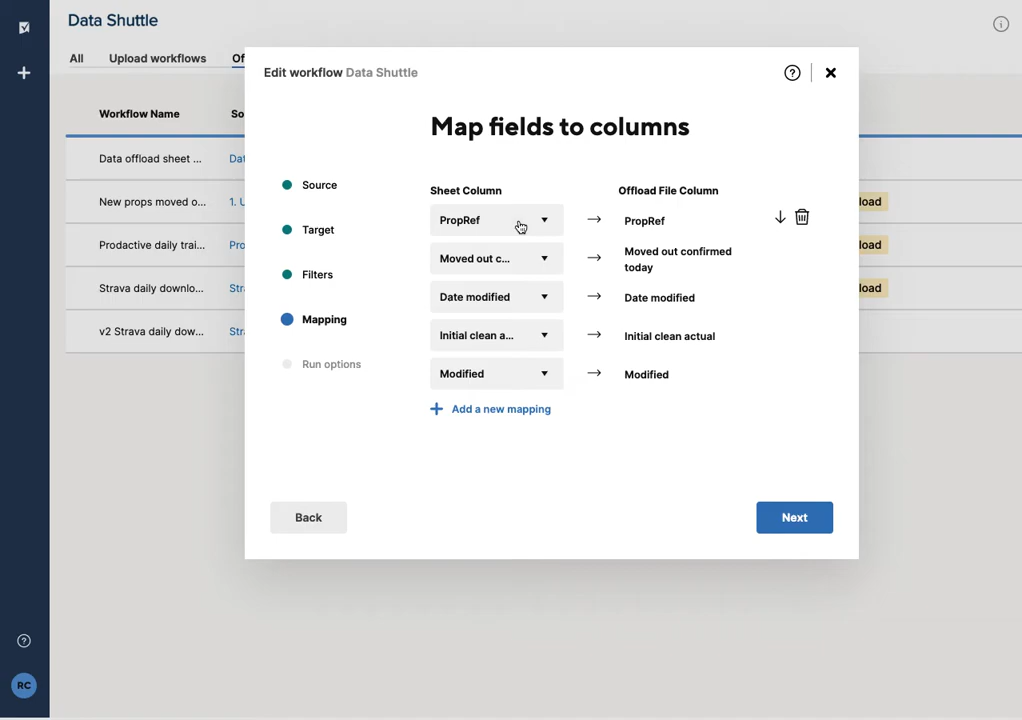 Data Shuttle
All Upload workflows Of
Edit workflow Data Shuttle
Workflow Name So
Map fields to columns
Data offload sheet ... Dat
Source
Sheet Column Offload File Column
New props moved o... 1. U
PropRef PropRef
load
Target
Prodactive daily trai... Pro
Moved out c... Moved out confirmed
today
load
Filters
Strava daily downlo... Stra
Date modified Date modified
load
Mapping
v2 Strava daily dow... Stra
Initial clean a... Initial clean actual
Run options
Modified Modified
Add a new mapping
Back Next
RC